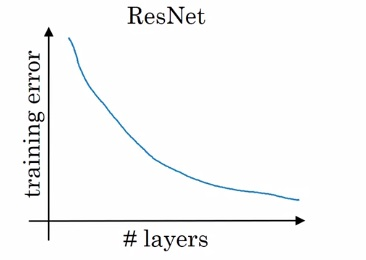 ResNet
training error
# layers